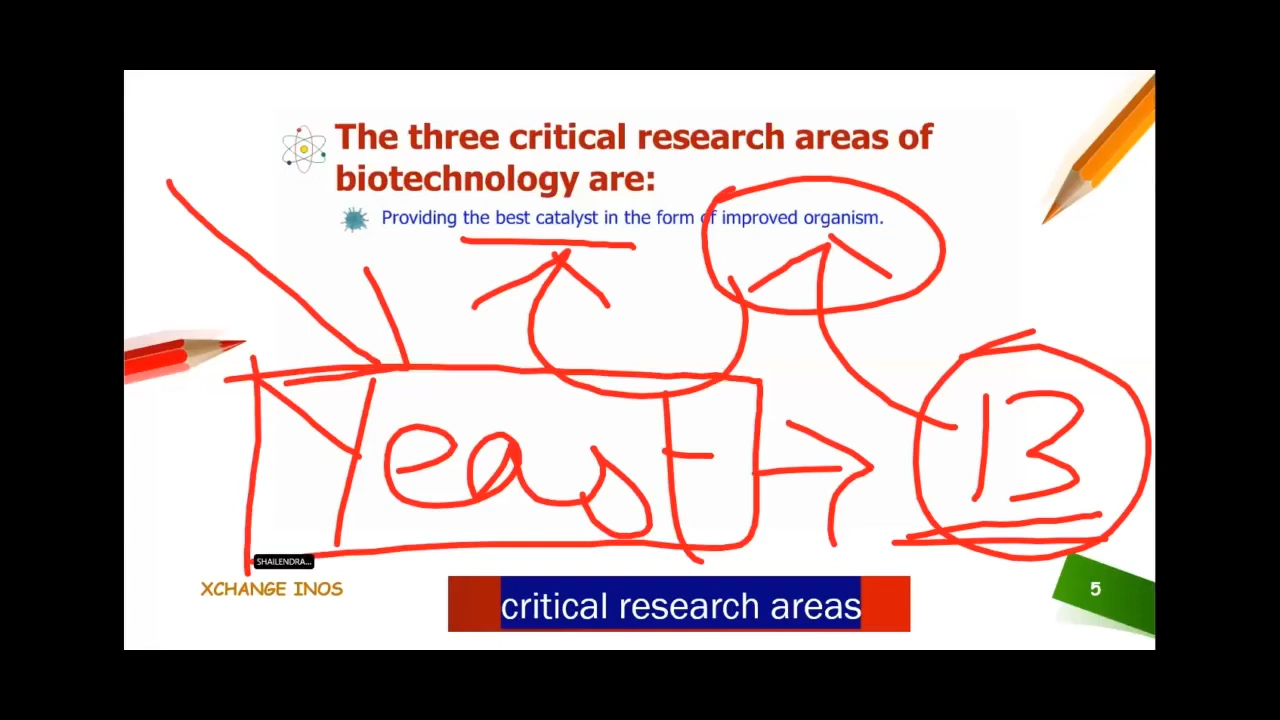 The three critical research areas of
biotechnology are:
Providing the best catalyst in the form of improved organism.
Yeast
13
SHAILENDRA...
XCHANGE INOS
critical research areas
5